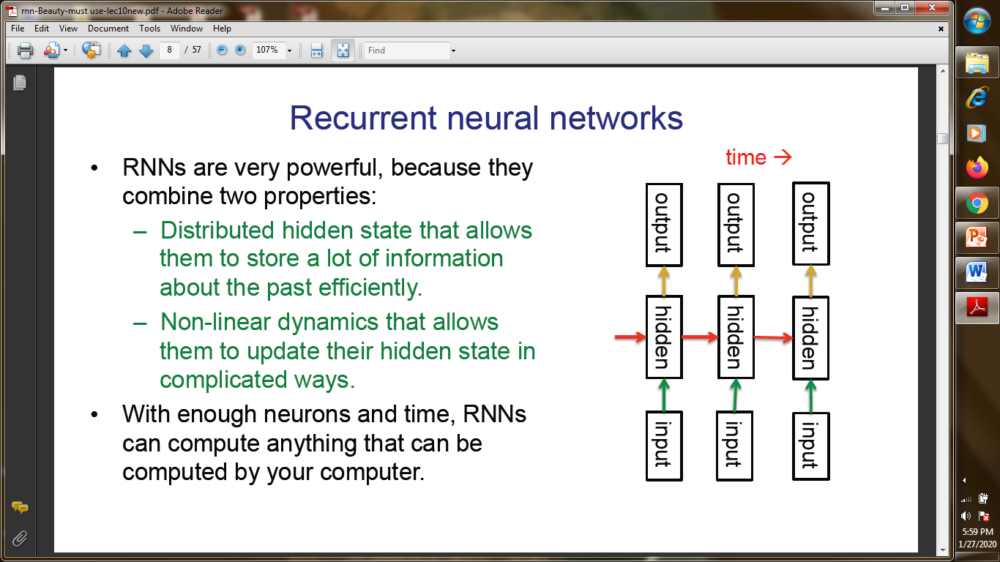 rnn-Beauty-must use-lec10new.pdf - Adobe Reader
File Edit View Document Tools Window Help
8 / 57 107% Find
Recurrent neural networks
• RNNs are very powerful, because they
combine two properties:
– Distributed hidden state that allows
them to store a lot of information
about the past efficiently.
– Non-linear dynamics that allows
them to update their hidden state in
complicated ways.
• With enough neurons and time, RNNs
can compute anything that can be
computed by your computer.
time →
output output output
hidden hidden hidden
input input input
5:59 PM
1/27/2020